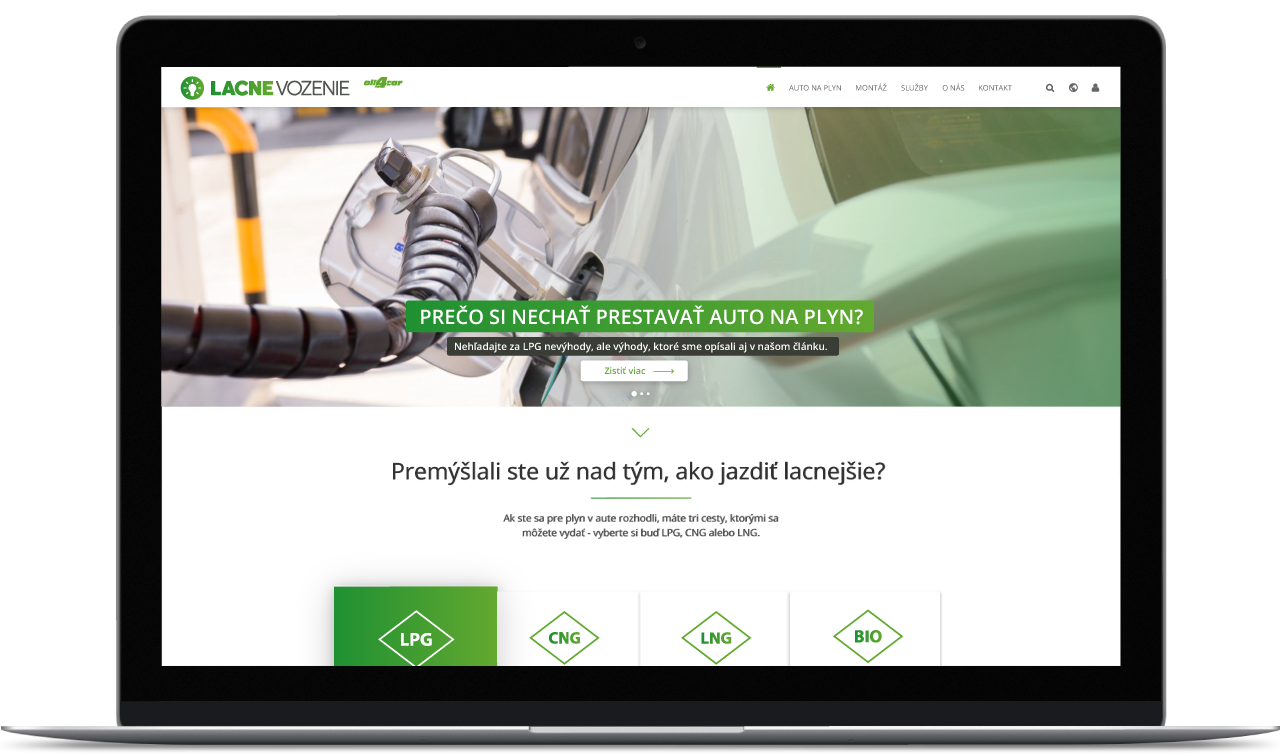 LACNE VOZENIE all4car
AUTO NA PLYN MONTÁŽ SLUŽBY O NÁS KONTAKT
PREČO SI NECHAŤ PRESTAVAŤ AUTO NA PLYN?
Nehľadajte za LPG nevýhody, ale výhody, ktoré sme opísali aj v našom článku.
Zistiť viac
Premýšlali ste už nad tým, ako jazdiť lacnejšie?
Ak ste sa pre plyn v aute rozhodli, máte tri cesty, ktorými sa
môžete vydať - vyberte si buď LPG, CNG alebo LNG.
LPG CNG LNG BIO